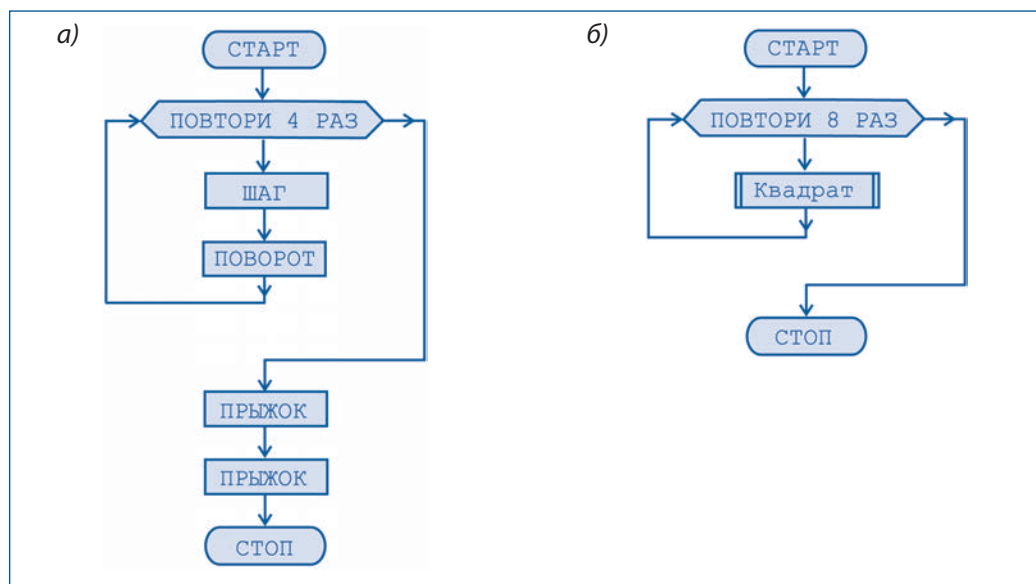 а)
СТАРТ
ПОВТОРИ 4 РАЗ
ШАГ
ПОВОРОТ
ПРЫЖОК
ПРЫЖОК
СТОП
б)
СТАРТ
ПОВТОРИ 8 РАЗ
Квадрат
СТОП